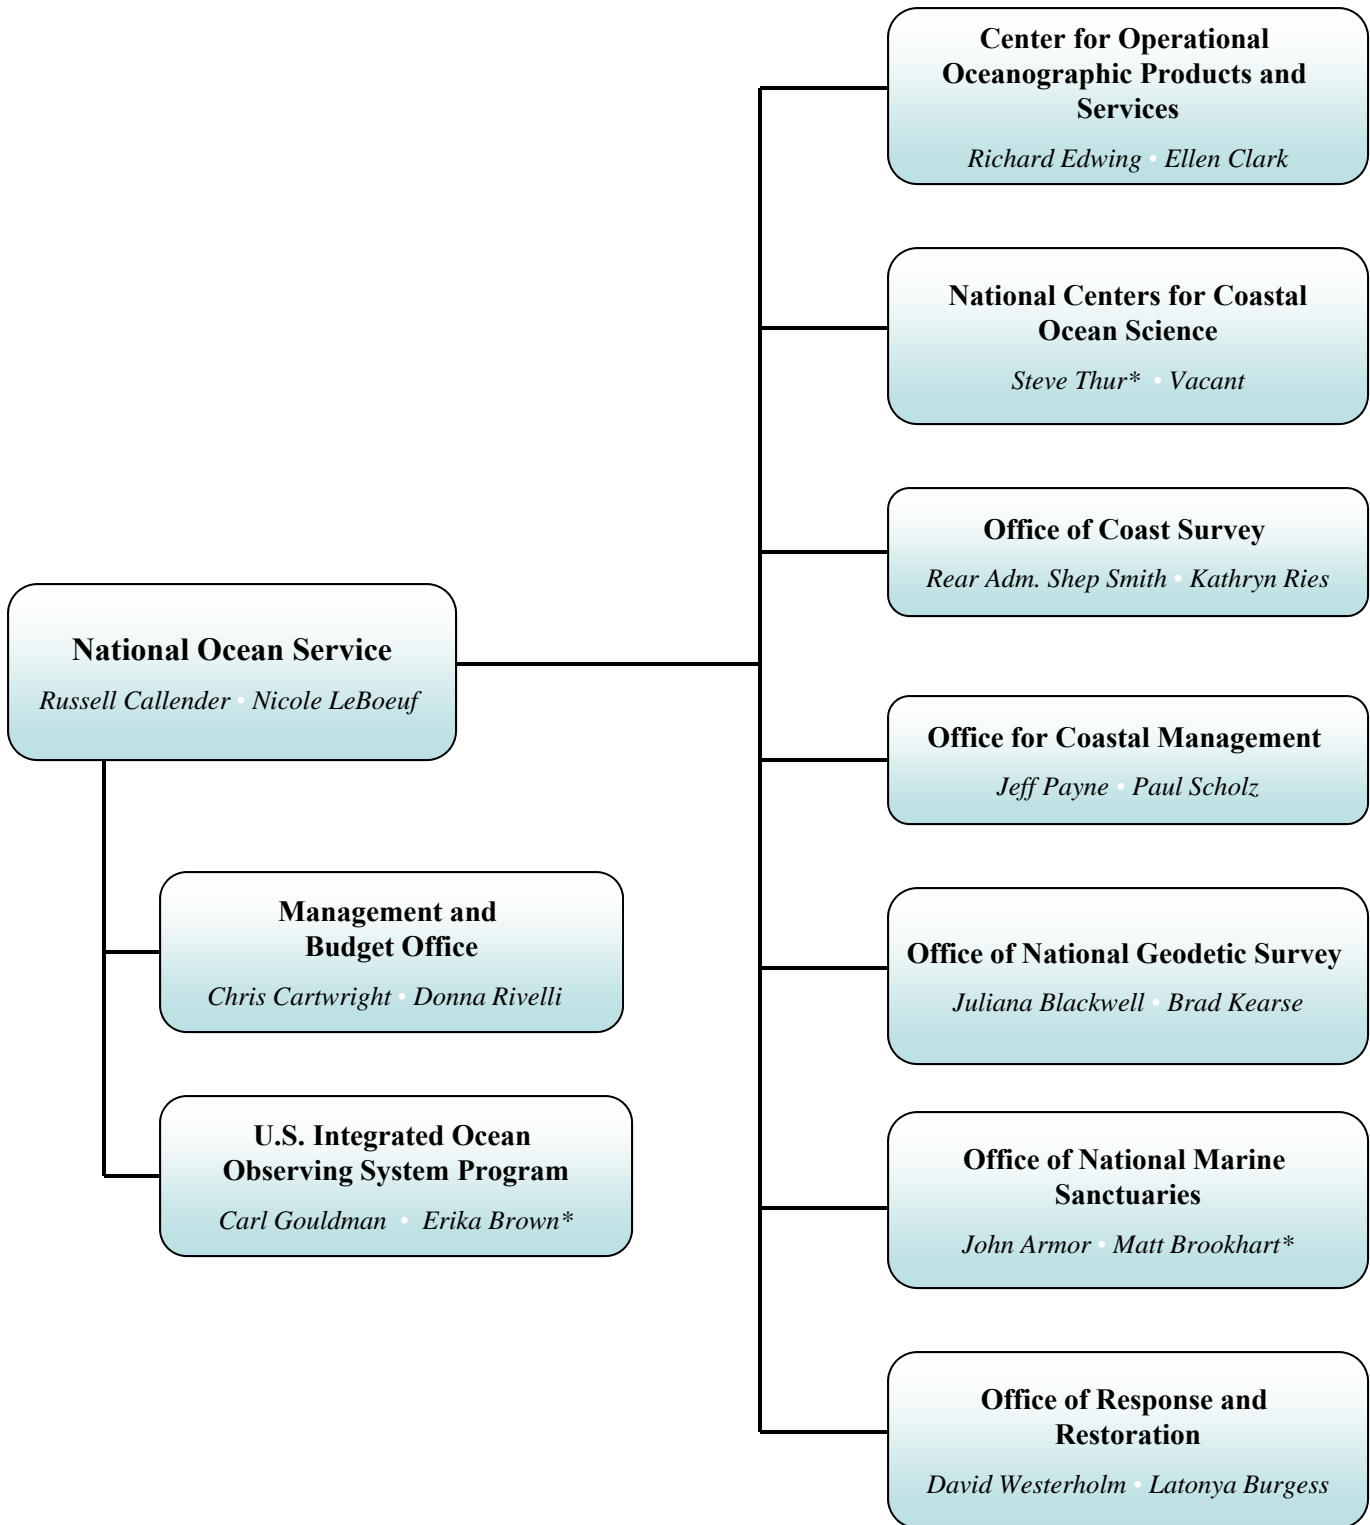 National Ocean Service
Russell Callender • Nicole LeBoeuf
Management and
Budget Office
Chris Cartwright • Donna Rivelli
U.S. Integrated Ocean
Observing System Program
Carl Gouldman • Erika Brown*
Center for Operational
Oceanographic Products and
Services
Richard Edwing • Ellen Clark
National Centers for Coastal
Ocean Science
Steve Thur* • Vacant
Office of Coast Survey
Rear Adm. Shep Smith • Kathryn Ries
Office for Coastal Management
Jeff Payne • Paul Scholz
Office of National Geodetic Survey
Juliana Blackwell • Brad Kearse
Office of National Marine
Sanctuaries
John Armor • Matt Brookhart*
Office of Response and
Restoration
David Westerholm • Latonya Burgess